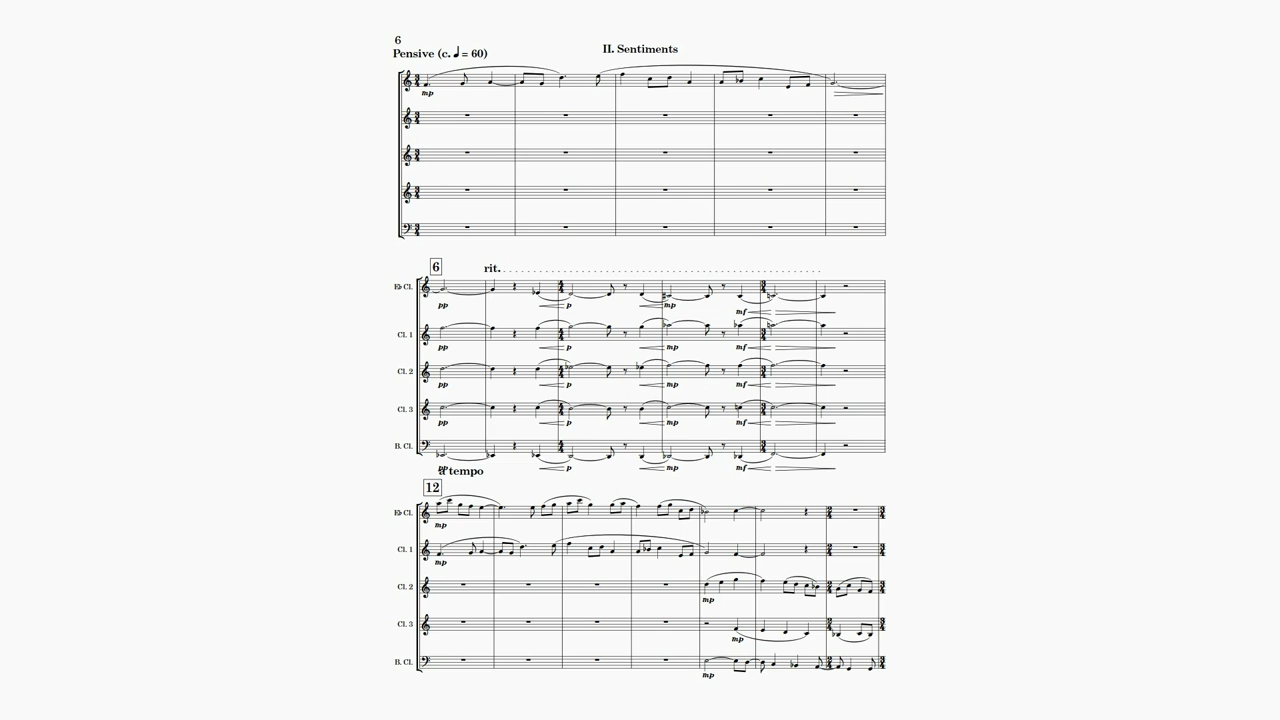 6
Pensive (c. ♩ = 60)
II. Sentiments
mp
6
rit.
E♭ Cl.
pp p mp mf
Cl. 1
pp p mp mf
Cl. 2
pp p mp mf
Cl. 3
pp p mp mf
B. Cl.
pp p mp mf
a tempo
12
E♭ Cl.
mp
Cl. 1
mp
Cl. 2
mp
Cl. 3
mp
B. Cl.
mp